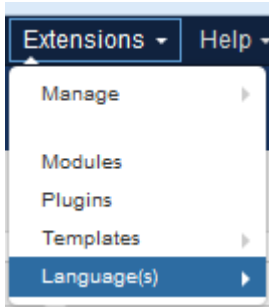 Extensions Help
Manage
Modules
Plugins
Templates
Language(s)